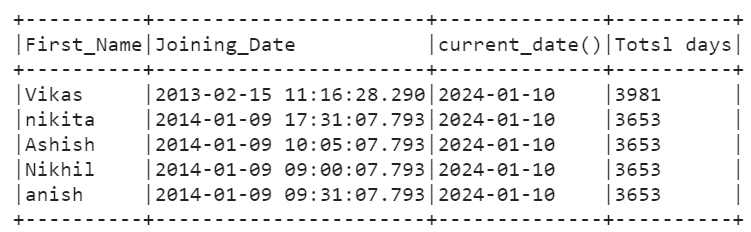 +----------+-----------------------+--------------+----------+
|First_Name|Joining_Date           |current_date()|Totsl days|
+----------+-----------------------+--------------+----------+
|Vikas     |2013-02-15 11:16:28.290|2024-01-10    |3981      |
|nikita    |2014-01-09 17:31:07.793|2024-01-10    |3653      |
|Ashish    |2014-01-09 10:05:07.793|2024-01-10    |3653      |
|Nikhil    |2014-01-09 09:00:07.793|2024-01-10    |3653      |
|anish     |2014-01-09 09:31:07.793|2024-01-10    |3653      |
+----------+-----------------------+--------------+----------+